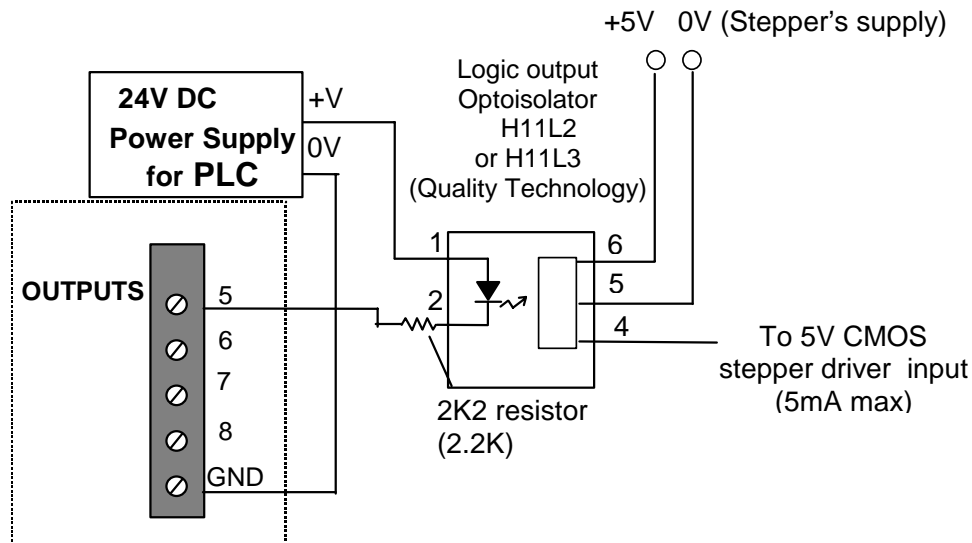 +5V 0V (Stepper's supply)
24V DC
Power Supply
for PLC
+V
0V
Logic output
Optoisolator
H11L2
or H11L3
(Quality Technology)
OUTPUTS
5
6
7
8
GND
1
2
6
5
4
2K2 resistor
(2.2K)
To 5V CMOS
stepper driver input
(5mA max)